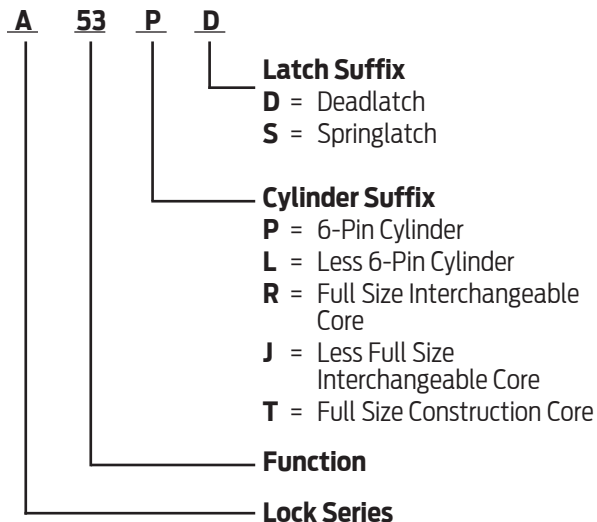 A 53 P D
Latch Suffix
D = Deadlatch
S = Springlatch
Cylinder Suffix
P = 6-Pin Cylinder
L = Less 6-Pin Cylinder
R = Full Size Interchangeable
Core
J = Less Full Size
Interchangeable Core
T = Full Size Construction Core
Function
Lock Series